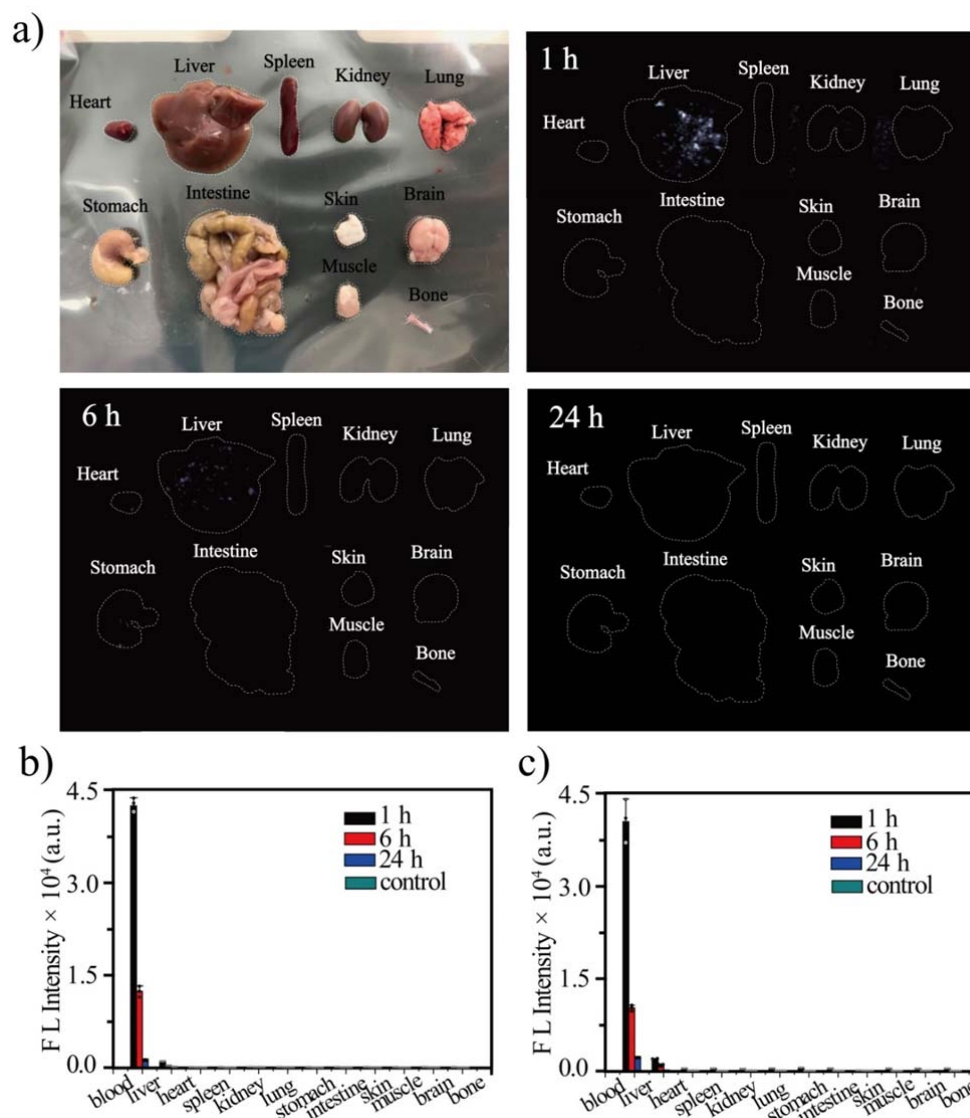 a)
Liver
Spleen
Kidney
Lung
Heart
Intestine
Skin
Brain
Stomach
Muscle
Bone
1 h
Liver
Spleen
Kidney
Lung
Heart
Stomach
Intestine
Skin
Brain
Muscle
Bone
6 h
Liver
Spleen
Kidney
Lung
Heart
Stomach
Intestine
Skin
Brain
Muscle
Bone
24 h
Liver
Spleen
Kidney
Lung
Heart
Stomach
Intestine
Skin
Brain
Muscle
Bone
b)
F L Intensity × 10⁴ (a.u.)
4.5
3.0
1.5
0.0
1 h
6 h
24 h
control
blood
liver
heart
spleen
kidney
lung
stomach
intestine
skin
muscle
brain
bone
c)
F L Intensity × 10⁴ (a.u.)
4.5
3.0
1.5
0.0
1 h
6 h
24 h
control
blood
liver
heart
spleen
kidney
lung
stomach
intestine
skin
muscle
brain
bone